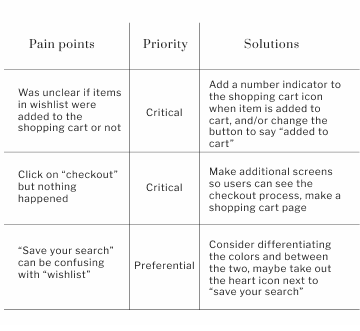 Pain points
Priority
Solutions
Was unclear if items
in wishlist were
added to the
shopping cart or not
Critical
Add a number indicator to
the shopping cart icon
when item is added to
cart, and/or change the
button to say “added to
cart”
Click on “checkout”
but nothing
happened
Critical
Make additional screens
so users can see the
checkout process, make a
shopping cart page
“Save your search”
can be confusing
with “wishlist”
Preferential
Consider differentiating
the colors and between
the two, maybe take out
the heart icon next to
“save your search”